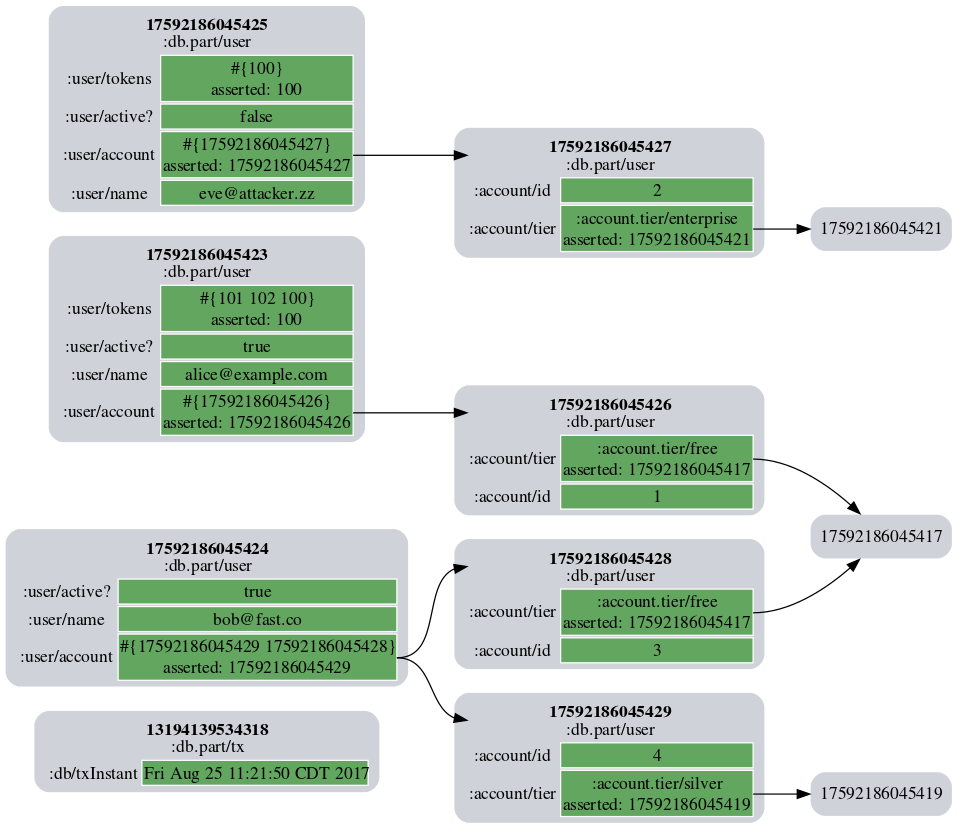 17592186045425
:db.part/user
:user/tokens
#{100}
asserted: 100
:user/active?
false
:user/account
#{17592186045427}
asserted: 17592186045427
:user/name
eve@attacker.zz
17592186045427
:db.part/user
:account/id
2
:account/tier
:account.tier/enterprise
asserted: 17592186045421
17592186045421
17592186045423
:db.part/user
:user/tokens
#{101 102 100}
asserted: 100
:user/active?
true
:user/name
alice@example.com
:user/account
#{17592186045426}
asserted: 17592186045426
17592186045426
:db.part/user
:account/tier
:account.tier/free
asserted: 17592186045417
:account/id
1
17592186045417
17592186045424
:db.part/user
:user/active?
true
:user/name
bob@fast.co
:user/account
#{17592186045429 17592186045428}
asserted: 17592186045429
17592186045428
:db.part/user
:account/tier
:account.tier/free
asserted: 17592186045417
:account/id
3
13194139534318
:db.part/tx
:db/txInstant
Fri Aug 25 11:21:50 CDT 2017
17592186045429
:db.part/user
:account/id
4
:account/tier
:account.tier/silver
asserted: 17592186045419
17592186045419